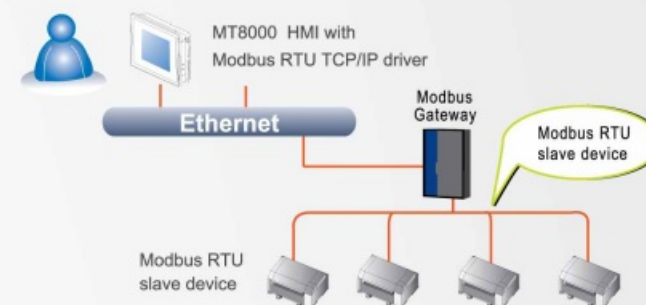 MT8000 HMI with
Modbus RTU TCP/IP driver
Ethernet
Modbus
Gateway
Modbus RTU
slave device
Modbus RTU
slave device